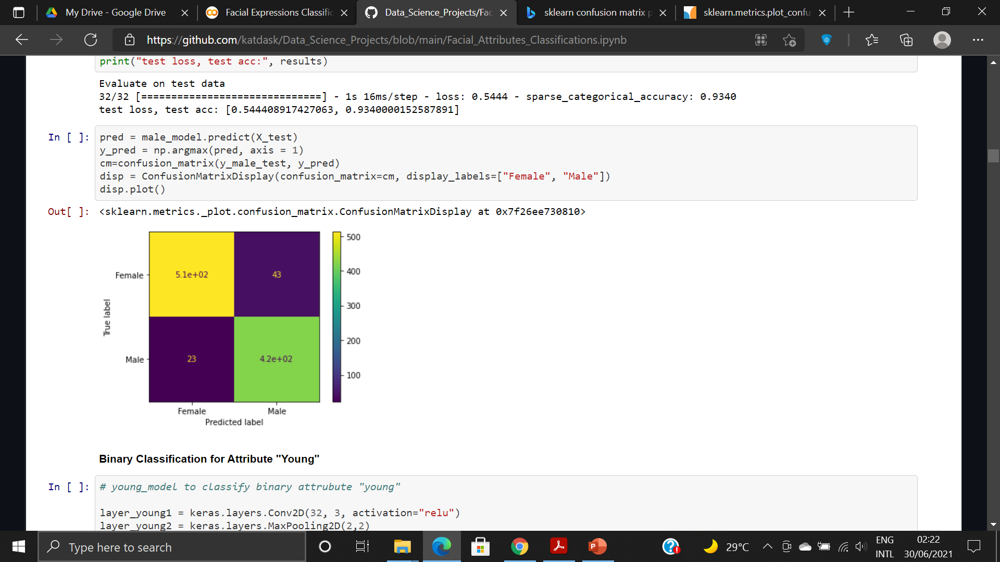 My Drive - Google Drive
Facial Expressions Classific
Data_Science_Projects/Fac
sklearn confusion matrix p
sklearn.metrics.plot_confu
https://github.com/katdask/Data_Science_Projects/blob/main/Facial_Attributes_Classifications.ipynb
print("test loss, test acc:", results)
Evaluate on test data
32/32 [==============================] - 1s 16ms/step - loss: 0.5444 - sparse_categorical_accuracy: 0.9340
test loss, test acc: [0.544408917427063, 0.9340000152587891]
In [ ]:
pred = male_model.predict(X_test)
y_pred = np.argmax(pred, axis = 1)
cm=confusion_matrix(y_male_test, y_pred)
disp = ConfusionMatrixDisplay(confusion_matrix=cm, display_labels=["Female", "Male"])
disp.plot()
Out[ ]:
<sklearn.metrics._plot.confusion_matrix.ConfusionMatrixDisplay at 0x7f26ee730810>
True label
Female
5.1e+02
43
Male
23
4.2e+02
Female
Male
Predicted label
500
400
300
200
100
Binary Classification for Attribute "Young"
In [ ]:
# young_model to classify binary attrubute "young"
layer_young1 = keras.layers.Conv2D(32, 3, activation="relu")
layer_young2 = keras.layers.MaxPooling2D(2,2)
Type here to search
29°C
ENG
INTL
02:22
30/06/2021